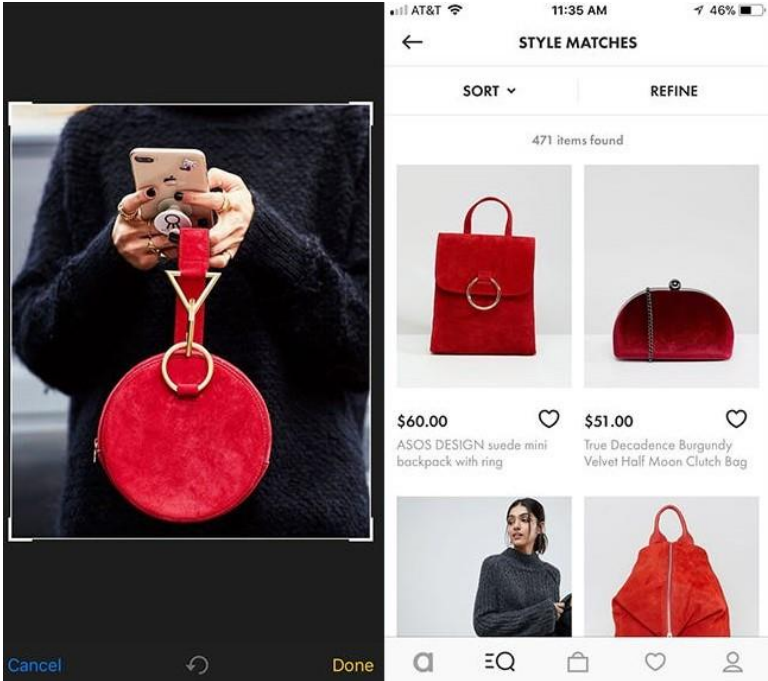 Cancel
Done
AT&T
11:35 AM
46%
STYLE MATCHES
SORT
REFINE
471 items found
$60.00
ASOS DESIGN suede mini
backpack with ring
$51.00
True Decadence Burgundy
Velvet Half Moon Clutch Bag